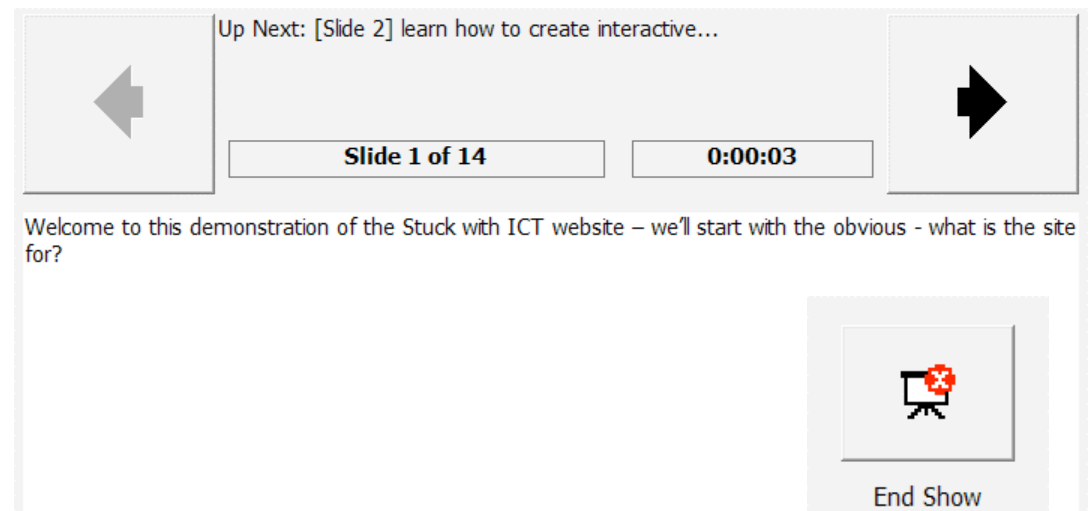 Up Next: [Slide 2] learn how to create interactive...
Slide 1 of 14
0:00:03
Welcome to this demonstration of the Stuck with ICT website – we'll start with the obvious - what is the site
for?
End Show